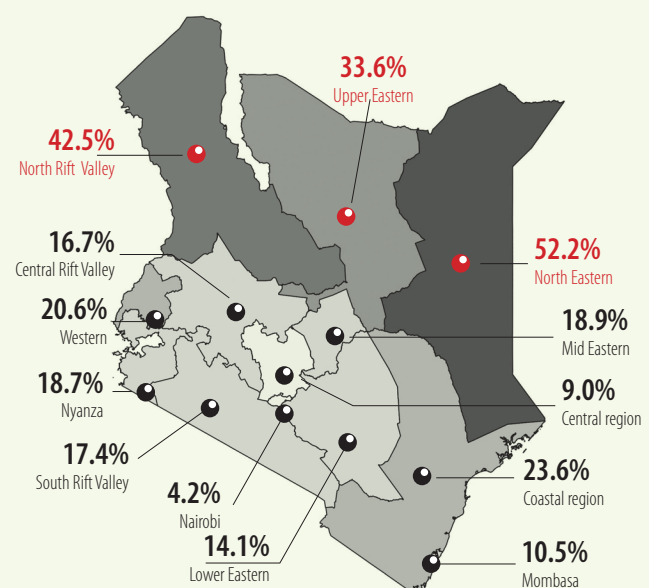 33.6%
Upper Eastern
42.5%
North Rift Valley
16.7%
Central Rift Valley
52.2%
North Eastern
20.6%
Western
18.9%
Mid Eastern
18.7%
Nyanza
9.0%
Central region
17.4%
South Rift Valley
23.6%
Coastal region
4.2%
Nairobi
14.1%
Lower Eastern
10.5%
Mombasa